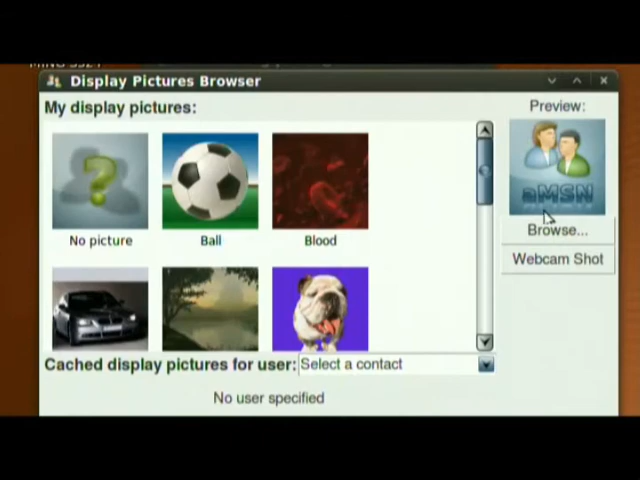 Display Pictures Browser
My display pictures:
Preview:
aMSN
No picture
Ball
Blood
Browse...
Webcam Shot
Cached display pictures for user: Select a contact
No user specified